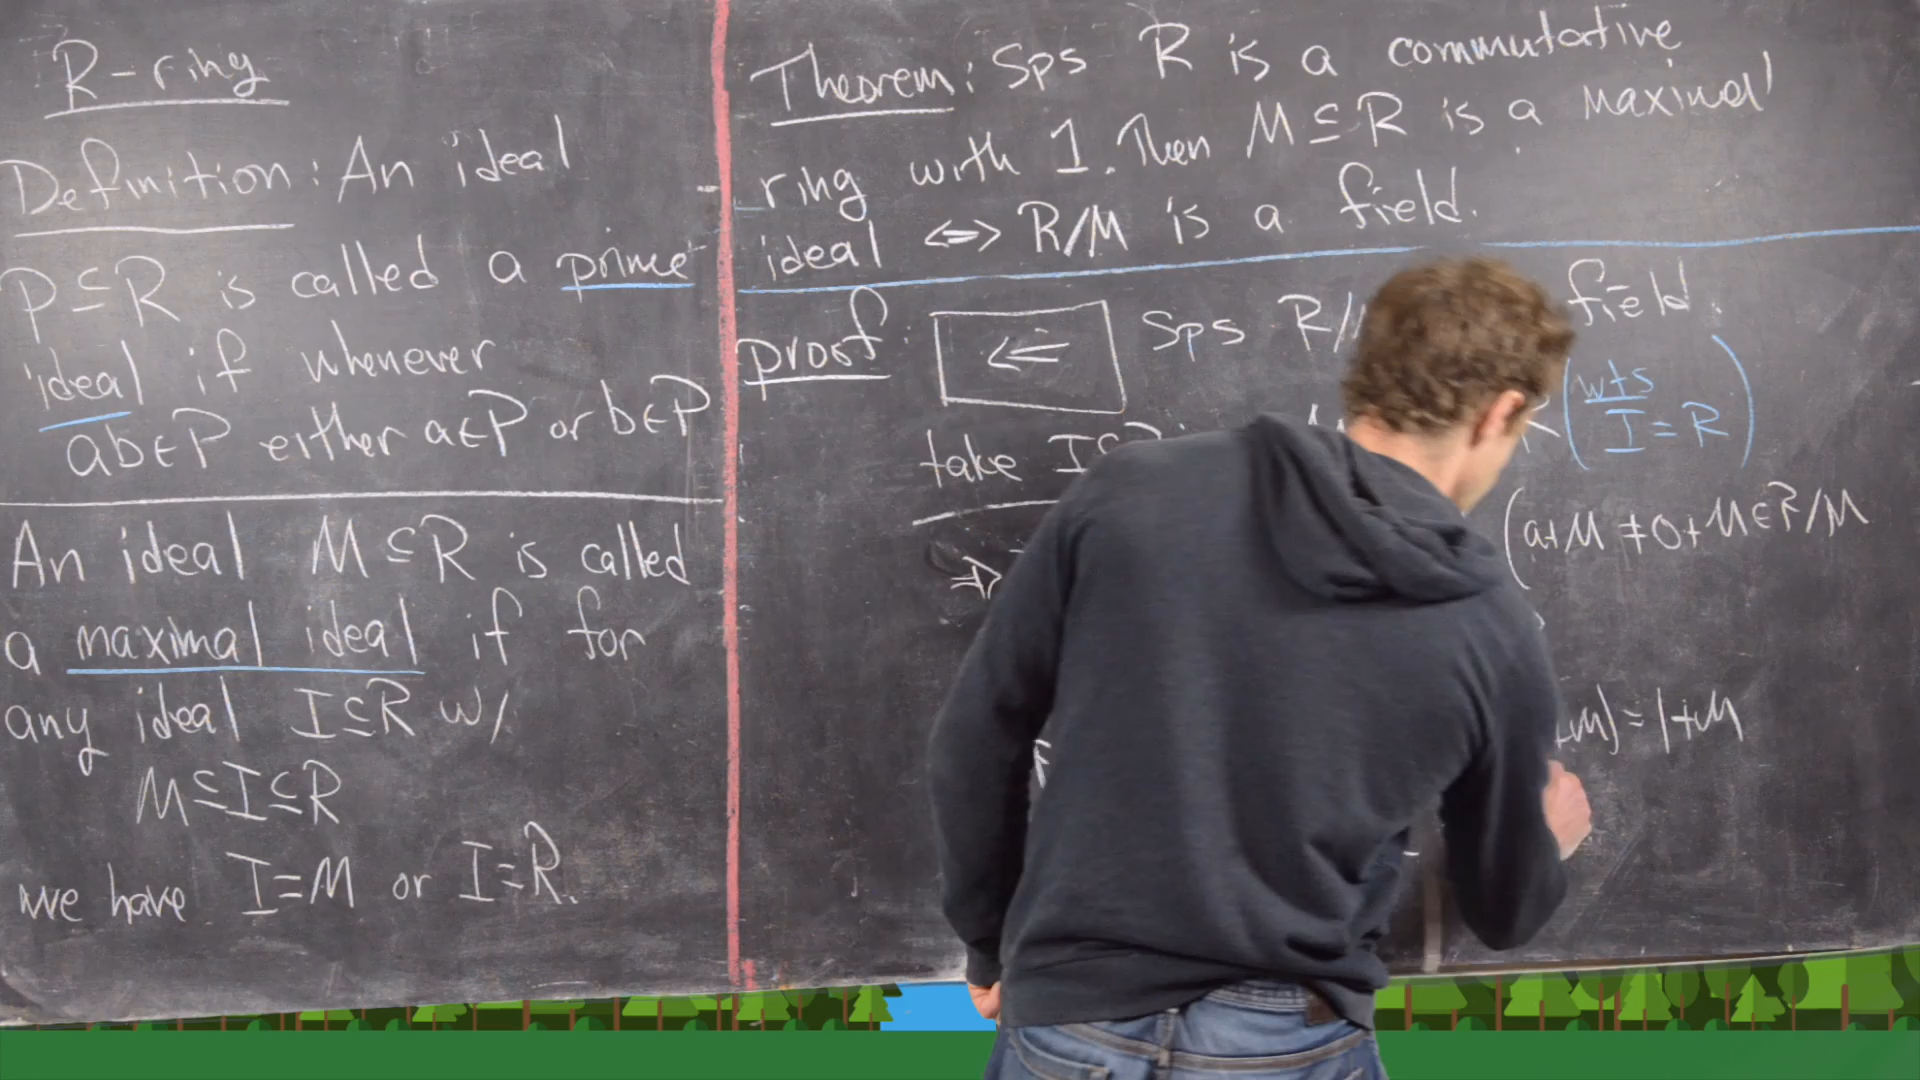 R-ring
Definition: An ideal
P ⊆ R is called a prime
ideal if whenever
ab∈P either a∈P or b∈P
An ideal M ⊆ R is called
a maximal ideal if for
any ideal I⊆R w/
M⊆I⊆R
we have I=M or I=R.
Theorem: Sps R is a commutative
ring with 1. Then M ⊆ R is a maximal
ideal <=> R/M is a field.
proof: <= Sps R/ field.
take I
wts
I = R
(a+M ≠ 0+M ∈ R/M
=>
+M) = 1+M